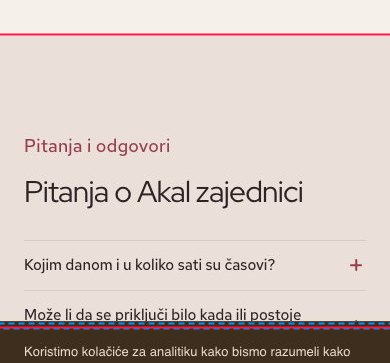 Pitanja i odgovori
Pitanja o Akal zajednici
Kojim danom i u koliko sati su časovi?
Može li da se priključi bilo kada ili postoje
Koristimo kolačiće za analitiku kako bismo razumeli kako